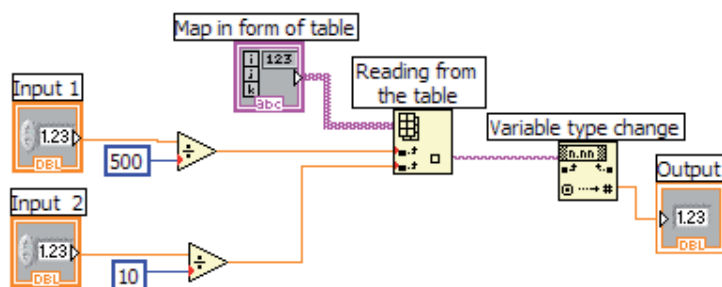 Map in form of table
i
j
k
123
abc
Reading from
the table
Input 1
1.23
DBL
500
÷
Variable type change
n.nn
#
Output
1.23
DBL
Input 2
1.23
DBL
10
÷